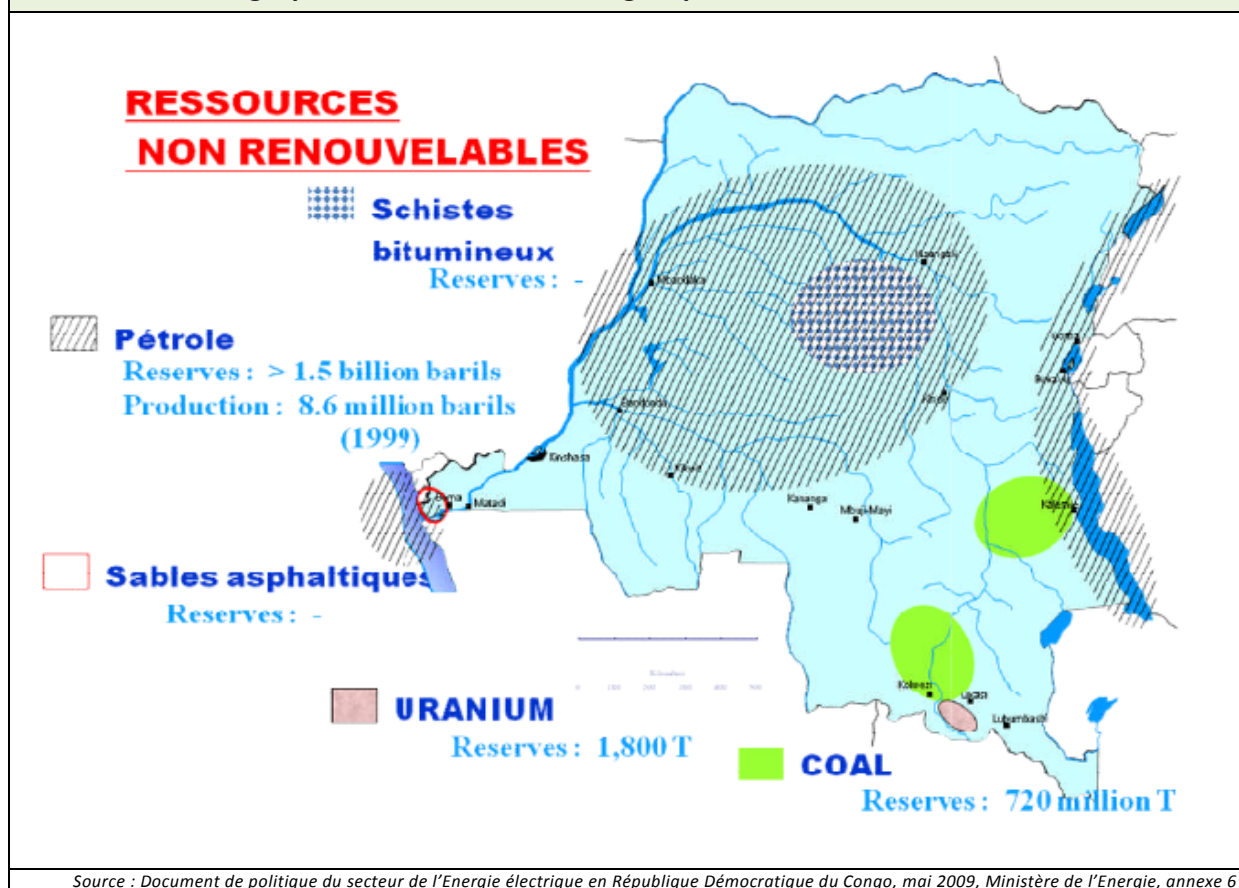 RESSOURCES
NON RENOUVELABLES
Schistes
bitumineux
Reserves : -
Pétrole
Reserves : > 1.5 billion barils
Production : 8.6 million barils
(1999)
Mbandaka
Kinshasa
Kikwit
Matadi
Kananga
Mbuji-Mayi
Sables asphaltiques
Reserves : -
Kolwezi
Likasi
Lubumbashi
URANIUM
Reserves : 1,800 T
COAL
Reserves : 720 million T
Source : Document de politique du secteur de l'Energie électrique en République Démocratique du Congo, mai 2009, Ministère de l'Energie, annexe 6